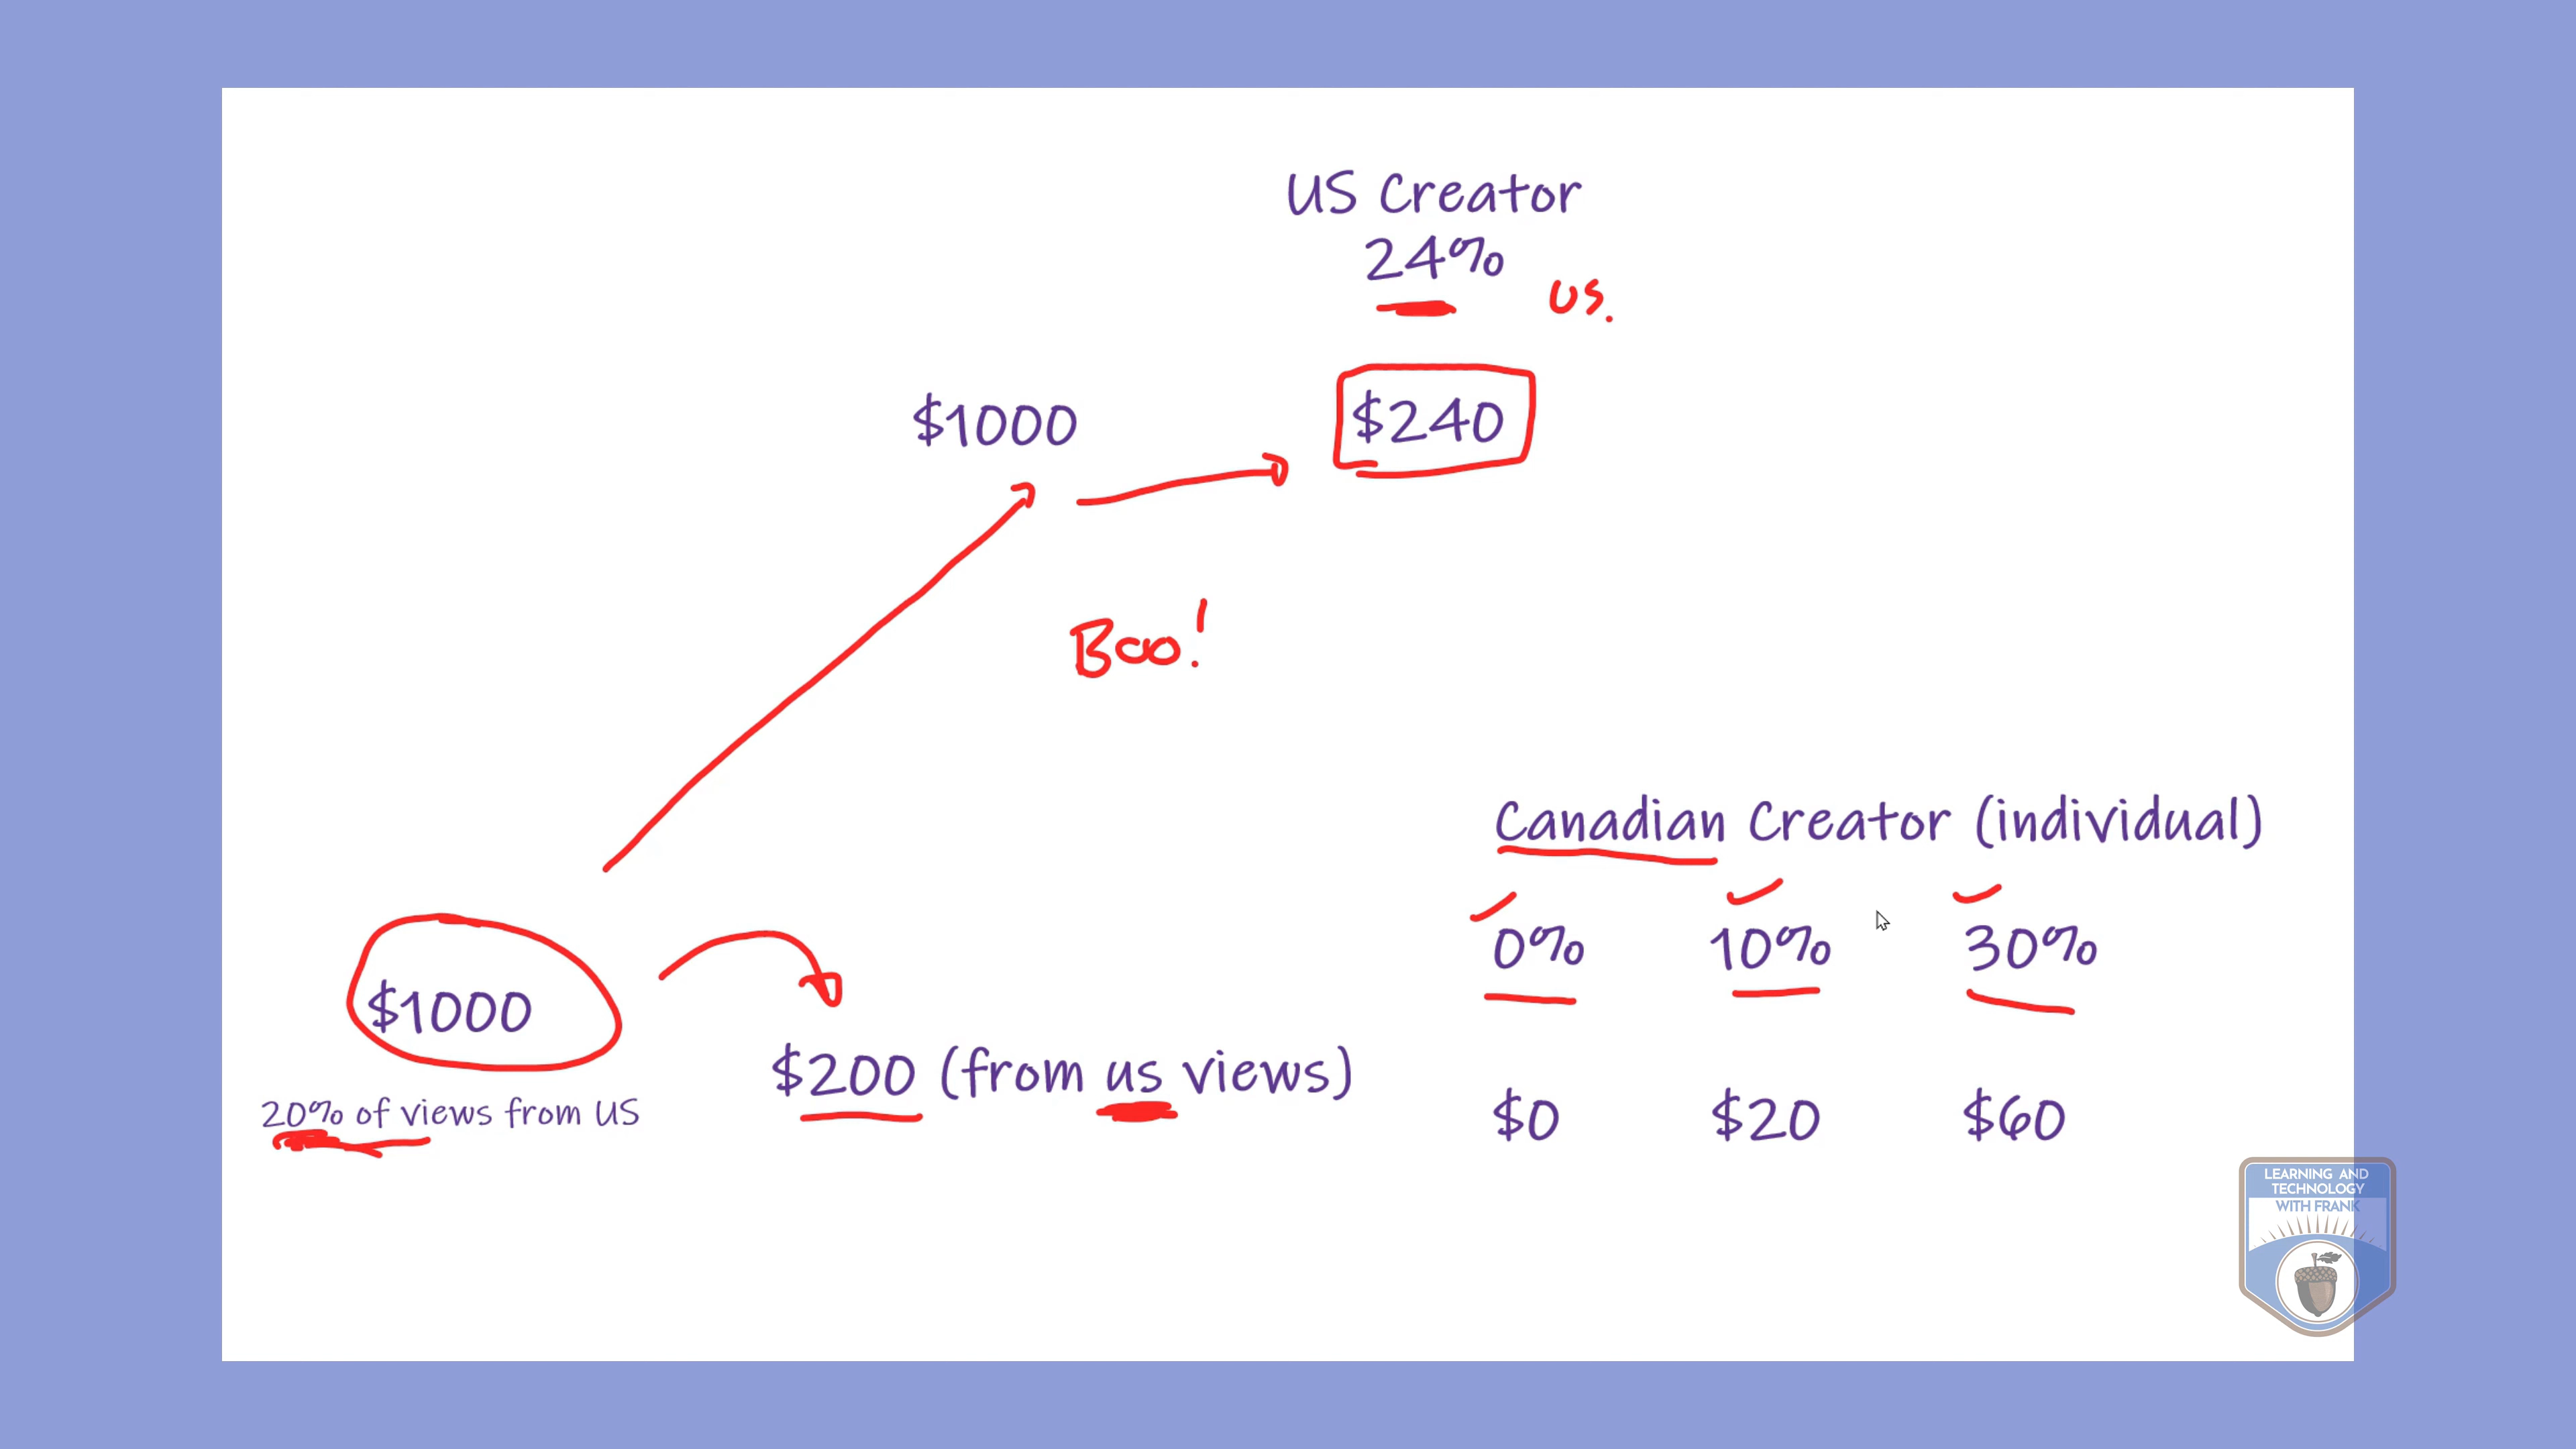 US Creator
24%
US.
$1000
$240
Boo!
Canadian Creator (individual)
0% 10% 30%
$1000
$200 (from us views)
20% of views from US
$0 $20 $60
LEARNING AND
TECHNOLOGY
WITH FRANK